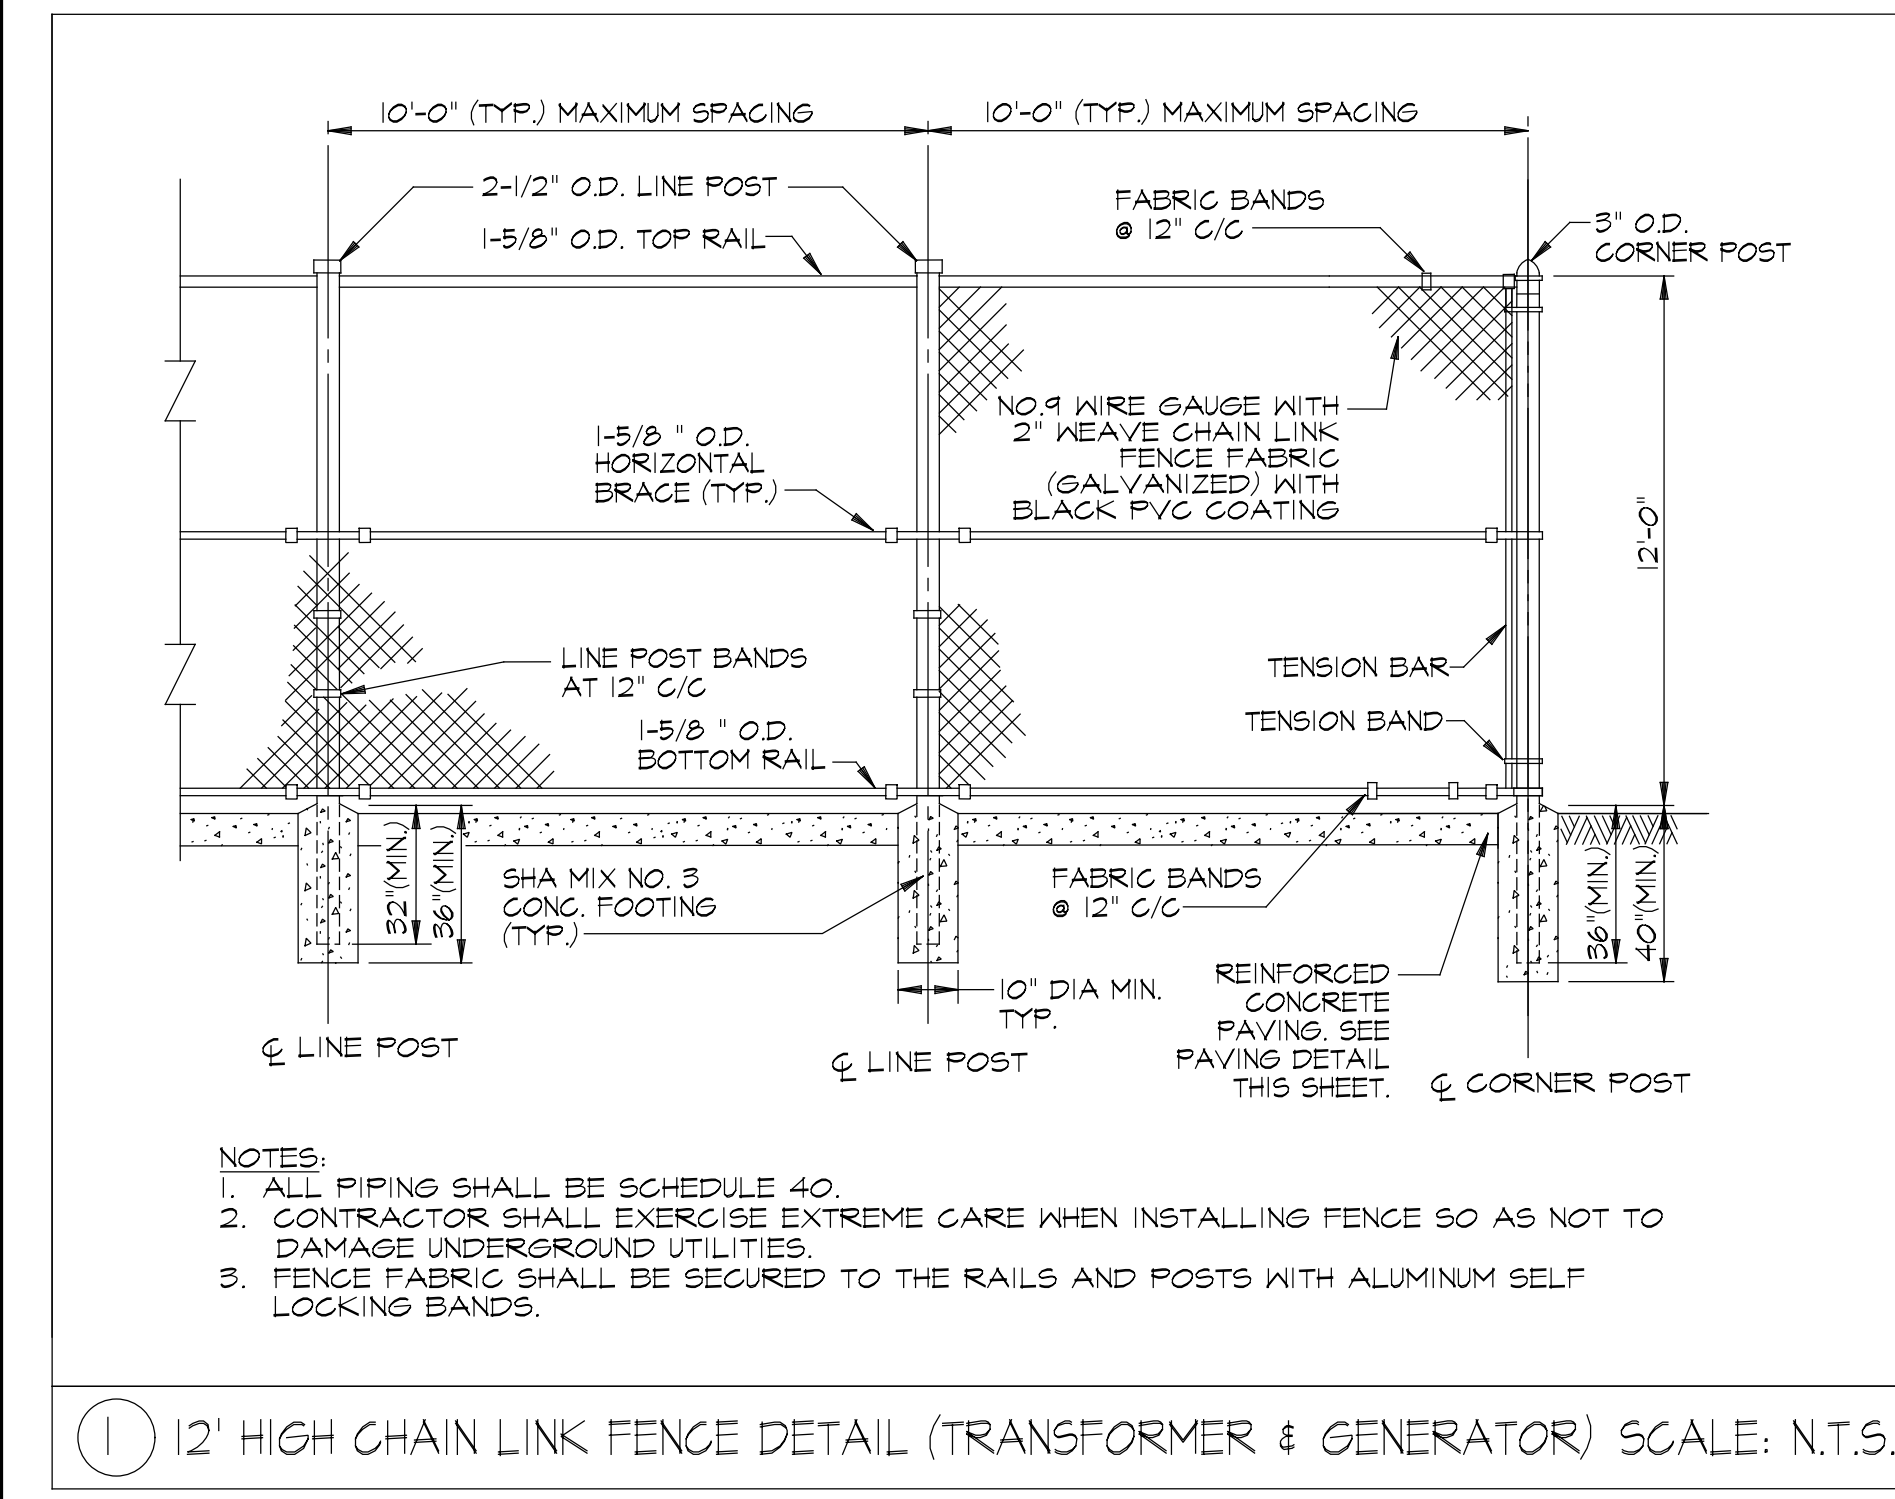 10'-0" (TYP.) MAXIMUM SPACING
10'-0" (TYP.) MAXIMUM SPACING
2-1/2" O.D. LINE POST
1-5/8" O.D. TOP RAIL
FABRIC BANDS
@ 12" C/C
3" O.D.
CORNER POST
NO.9 WIRE GAUGE WITH
2" WEAVE CHAIN LINK
FENCE FABRIC
(GALVANIZED) WITH
BLACK PVC COATING
1-5/8 " O.D.
HORIZONTAL
BRACE (TYP.)
12'-0"
LINE POST BANDS
AT 12" C/C
TENSION BAR
TENSION BAND
1-5/8 " O.D.
BOTTOM RAIL
32"(MIN.)
36"(MIN.)
SHA MIX NO. 3
CONC. FOOTING
(TYP.)
FABRIC BANDS
@ 12" C/C
36"(MIN.)
40"(MIN.)
10" DIA MIN.
TYP.
REINFORCED
CONCRETE
PAVING. SEE
PAVING DETAIL
THIS SHEET.
℄ LINE POST
℄ LINE POST
℄ CORNER POST
NOTES:
1. ALL PIPING SHALL BE SCHEDULE 40.
2. CONTRACTOR SHALL EXERCISE EXTREME CARE WHEN INSTALLING FENCE SO AS NOT TO
DAMAGE UNDERGROUND UTILITIES.
3. FENCE FABRIC SHALL BE SECURED TO THE RAILS AND POSTS WITH ALUMINUM SELF
LOCKING BANDS.
1 12' HIGH CHAIN LINK FENCE DETAIL (TRANSFORMER & GENERATOR) SCALE: N.T.S.